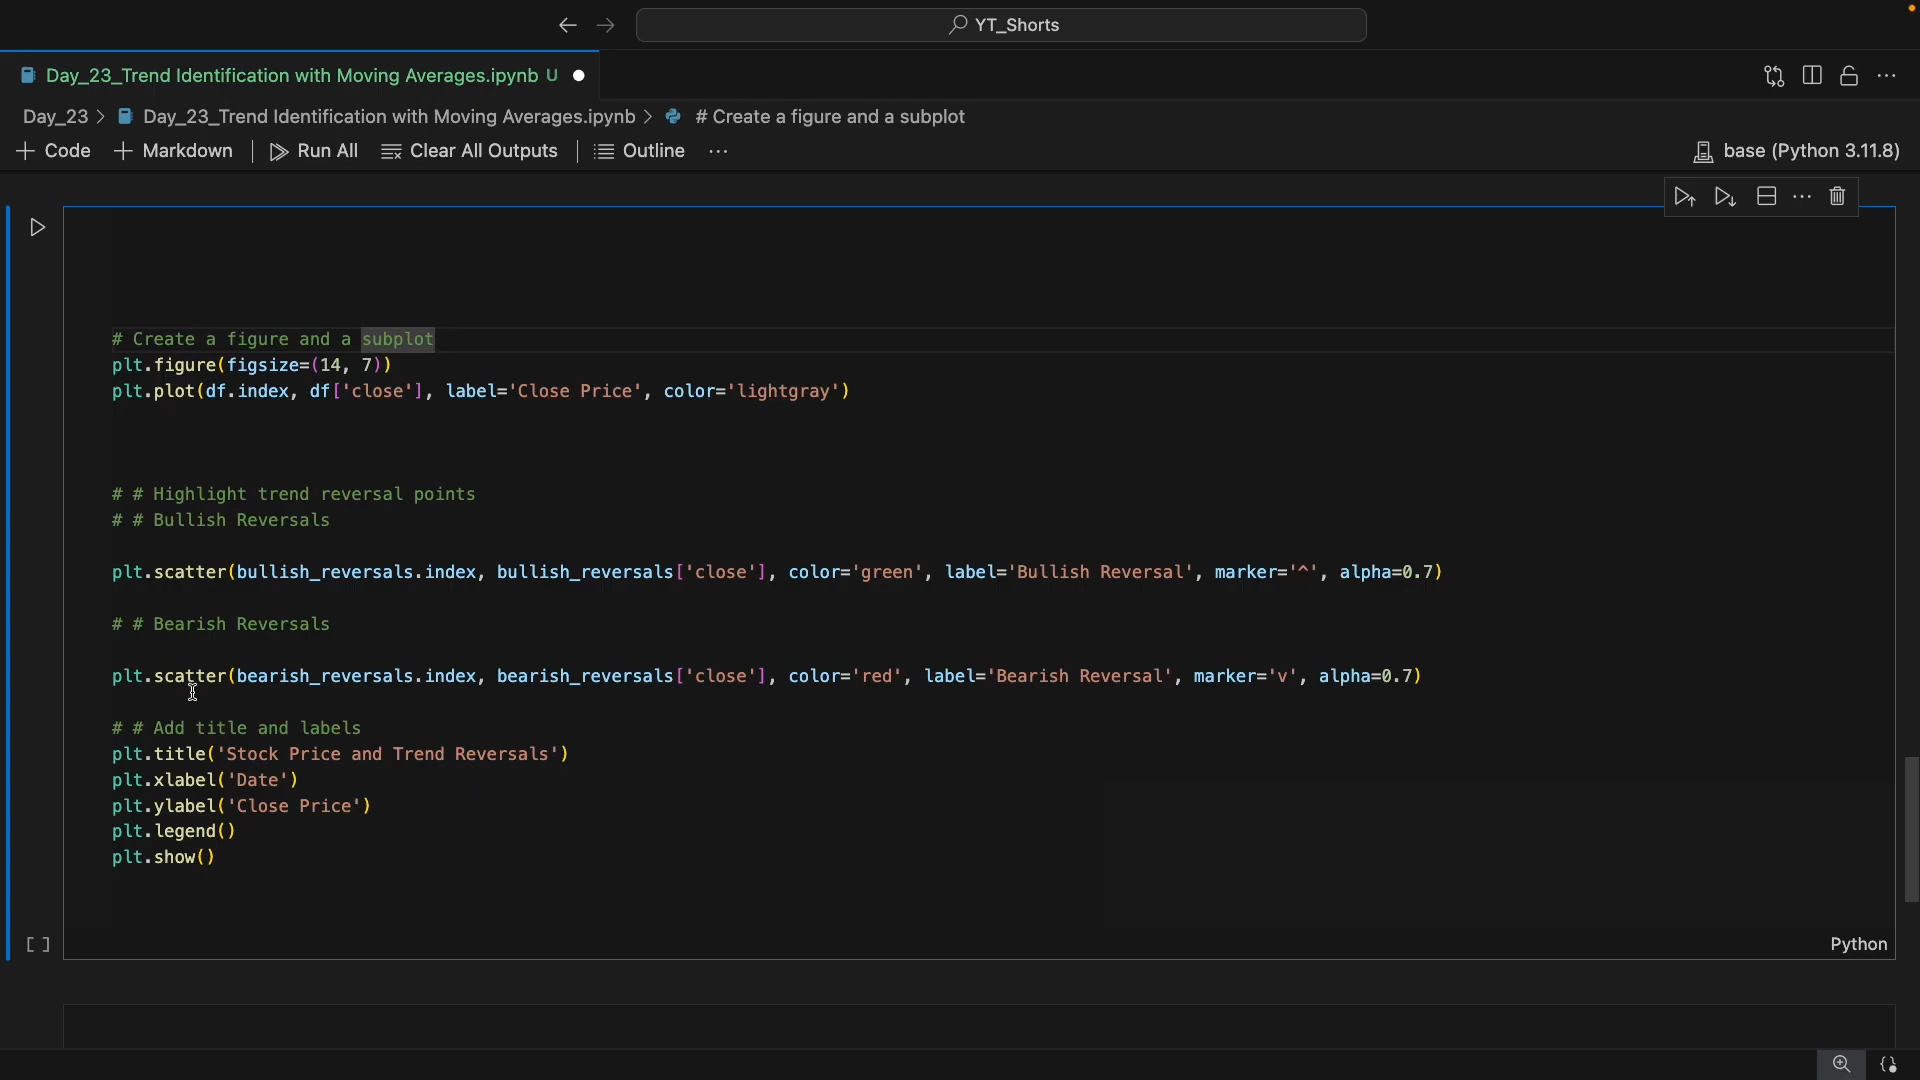 YT_Shorts
Day_23_Trend Identification with Moving Averages.ipynb U
Day_23 > Day_23_Trend Identification with Moving Averages.ipynb > # Create a figure and a subplot
+ Code + Markdown Run All Clear All Outputs Outline ... base (Python 3.11.8)
# Create a figure and a subplot
plt.figure(figsize=(14, 7))
plt.plot(df.index, df['close'], label='Close Price', color='lightgray')
# # Highlight trend reversal points
# # Bullish Reversals
plt.scatter(bullish_reversals.index, bullish_reversals['close'], color='green', label='Bullish Reversal', marker='^', alpha=0.7)
# # Bearish Reversals
plt.scatter(bearish_reversals.index, bearish_reversals['close'], color='red', label='Bearish Reversal', marker='v', alpha=0.7)
# # Add title and labels
plt.title('Stock Price and Trend Reversals')
plt.xlabel('Date')
plt.ylabel('Close Price')
plt.legend()
plt.show()
[ ] Python